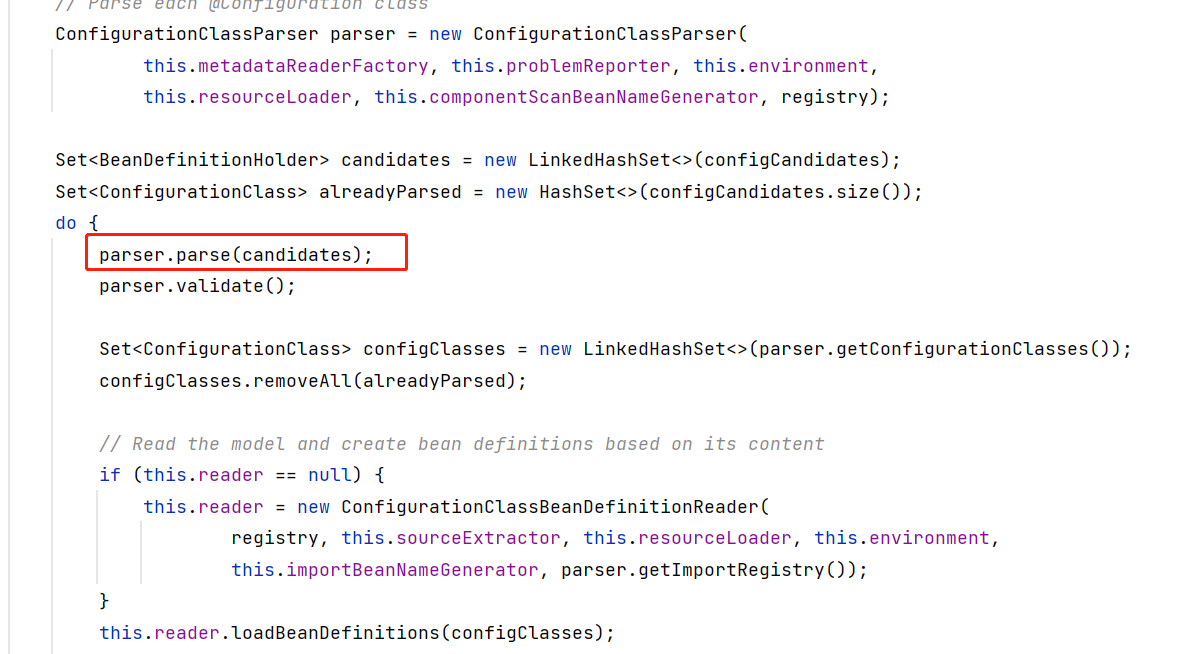 // Parse each @Configuration class
ConfigurationClassParser parser = new ConfigurationClassParser(
this.metadataReaderFactory, this.problemReporter, this.environment,
this.resourceLoader, this.componentScanBeanNameGenerator, registry);
Set<BeanDefinitionHolder> candidates = new LinkedHashSet<>(configCandidates);
Set<ConfigurationClass> alreadyParsed = new HashSet<>(configCandidates.size());
do {
parser.parse(candidates);
parser.validate();
Set<ConfigurationClass> configClasses = new LinkedHashSet<>(parser.getConfigurationClasses());
configClasses.removeAll(alreadyParsed);
// Read the model and create bean definitions based on its content
if (this.reader == null) {
this.reader = new ConfigurationClassBeanDefinitionReader(
registry, this.sourceExtractor, this.resourceLoader, this.environment,
this.importBeanNameGenerator, parser.getImportRegistry());
}
this.reader.loadBeanDefinitions(configClasses);